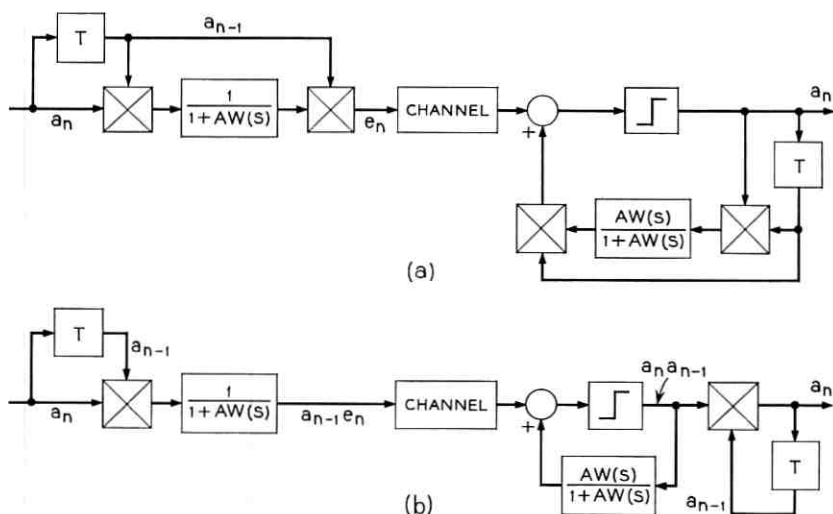 T
a_{n-1}
a_n
1
1+AW(S)
e_n
CHANNEL
+
a_n
T
AW(S)
1+AW(S)
(a)
T
a_{n-1}
a_n
1
1+AW(S)
a_{n-1} e_n
CHANNEL
+
a_n a_{n-1}
a_n
T
AW(S)
1+AW(S)
a_{n-1}
(b)